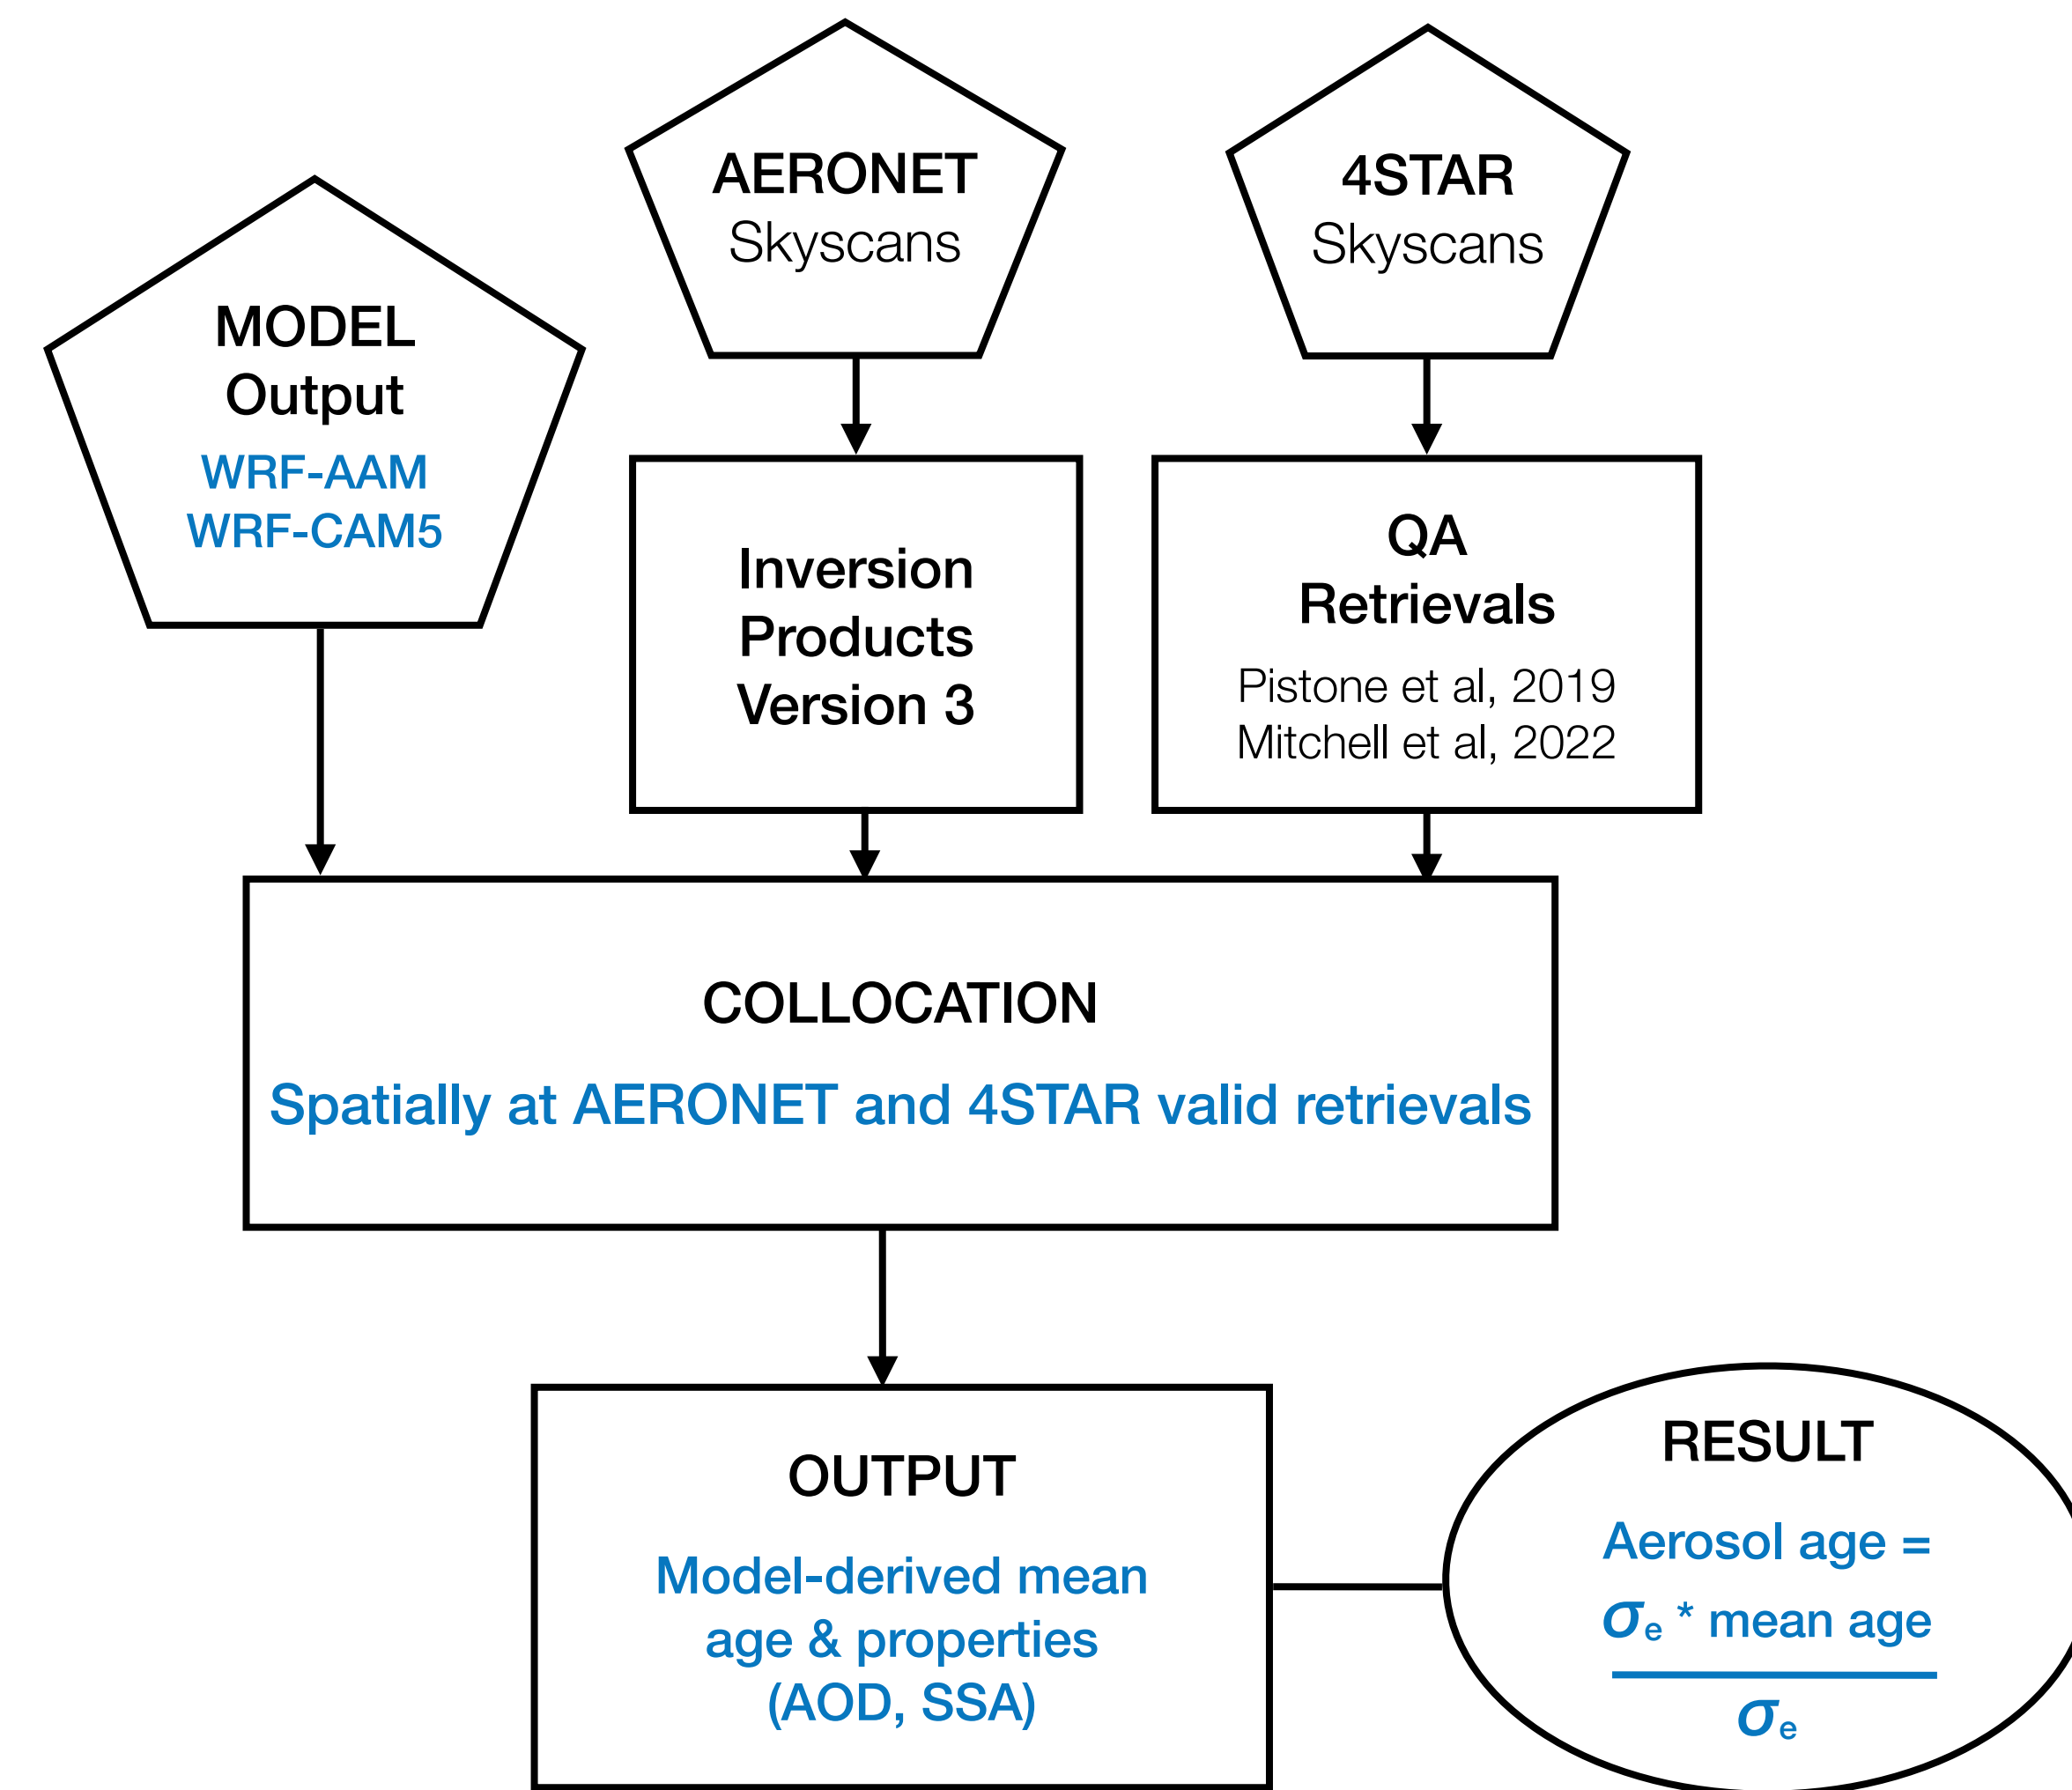 MODEL
Output
WRF-AAM
WRF-CAM5
AERONET
Skyscans
4STAR
Skyscans
Inversion
Products
Version 3
QA
Retrievals
Pistone et al, 2019
Mitchell et al, 2022
COLLOCATION
Spatially at AERONET and 4STAR valid retrievals
OUTPUT
Model-derived mean
age & properties
(AOD, SSA)
RESULT
Aerosol age =
σe * mean age
σe